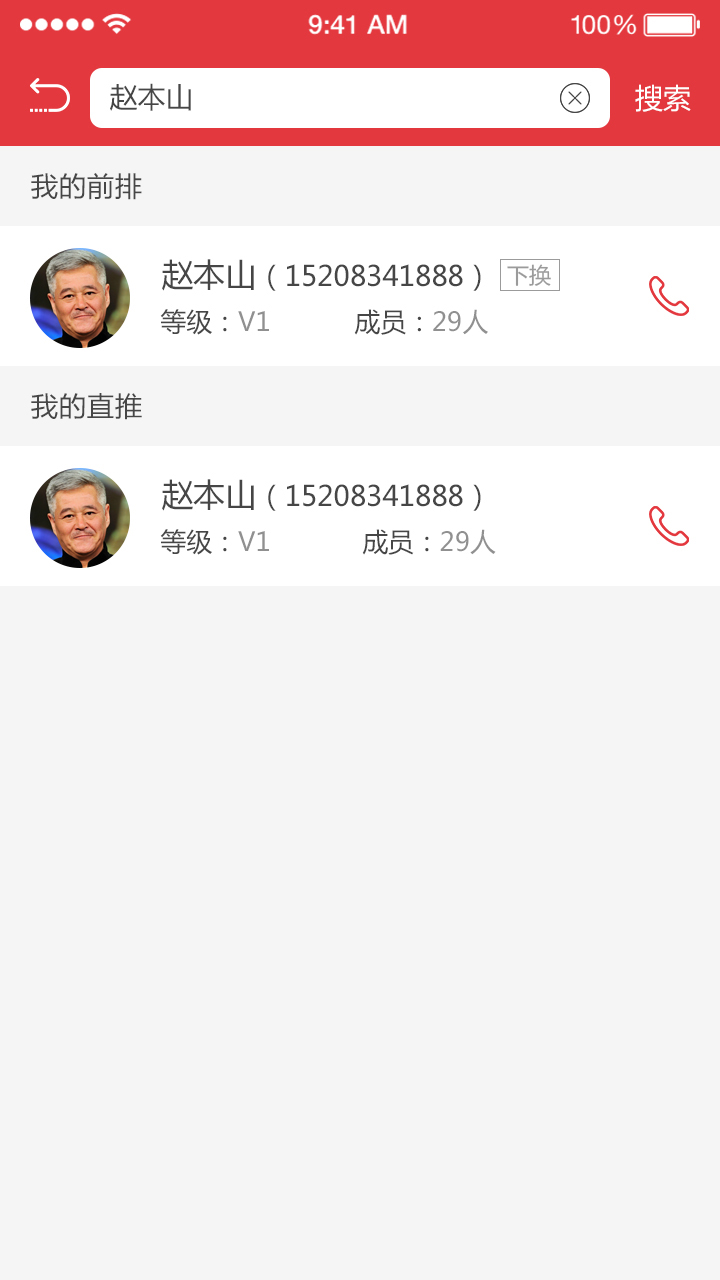 9:41 AM 100%
赵本山 搜索
我的前排
赵本山（15208341888） 下换
等级：V1 成员：29人
我的直推
赵本山（15208341888）
等级：V1 成员：29人